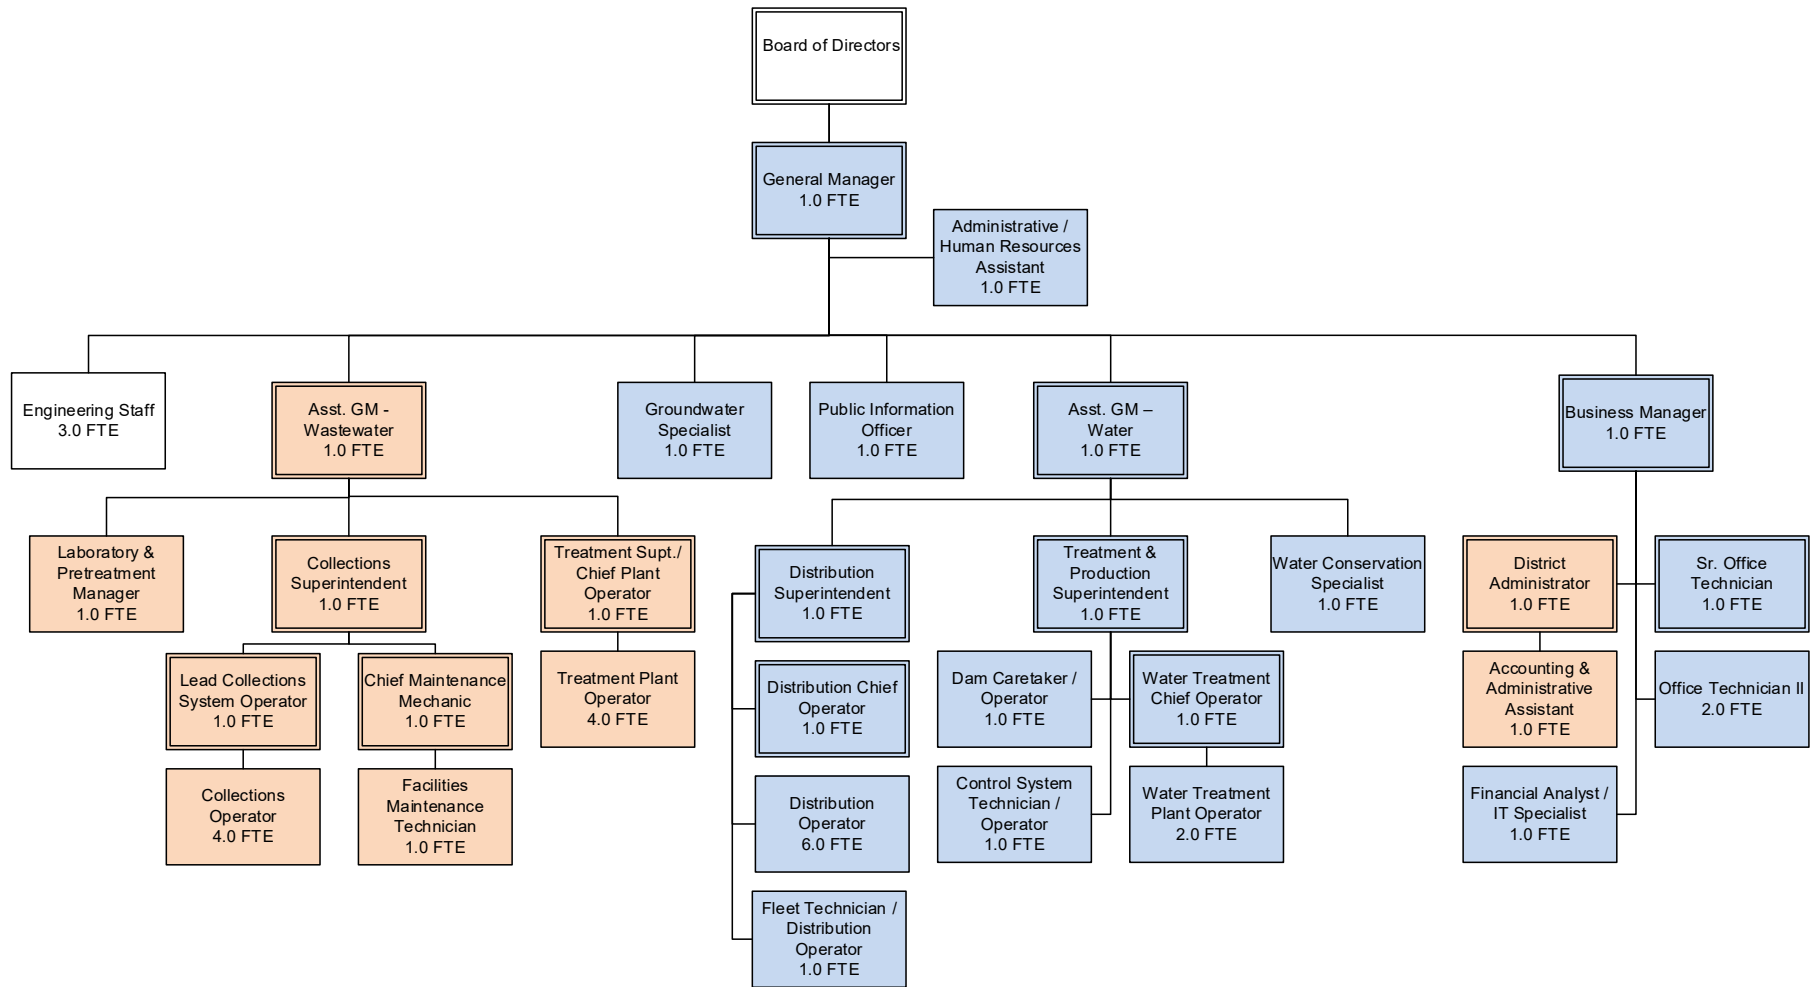 Board of Directors
General Manager
1.0 FTE
Administrative /
Human Resources
Assistant
1.0 FTE
Engineering Staff
3.0 FTE
Asst. GM -
Wastewater
1.0 FTE
Groundwater
Specialist
1.0 FTE
Public Information
Officer
1.0 FTE
Asst. GM –
Water
1.0 FTE
Business Manager
1.0 FTE
Laboratory &
Pretreatment
Manager
1.0 FTE
Collections
Superintendent
1.0 FTE
Treatment Supt./
Chief Plant
Operator
1.0 FTE
Distribution
Superintendent
1.0 FTE
Treatment &
Production
Superintendent
1.0 FTE
Water Conservation
Specialist
1.0 FTE
District
Administrator
1.0 FTE
Sr. Office
Technician
1.0 FTE
Lead Collections
System Operator
1.0 FTE
Chief Maintenance
Mechanic
1.0 FTE
Treatment Plant
Operator
4.0 FTE
Distribution Chief
Operator
1.0 FTE
Dam Caretaker /
Operator
1.0 FTE
Water Treatment
Chief Operator
1.0 FTE
Accounting &
Administrative
Assistant
1.0 FTE
Office Technician II
2.0 FTE
Collections
Operator
4.0 FTE
Facilities
Maintenance
Technician
1.0 FTE
Distribution
Operator
6.0 FTE
Control System
Technician /
Operator
1.0 FTE
Water Treatment
Plant Operator
2.0 FTE
Financial Analyst /
IT Specialist
1.0 FTE
Fleet Technician /
Distribution
Operator
1.0 FTE